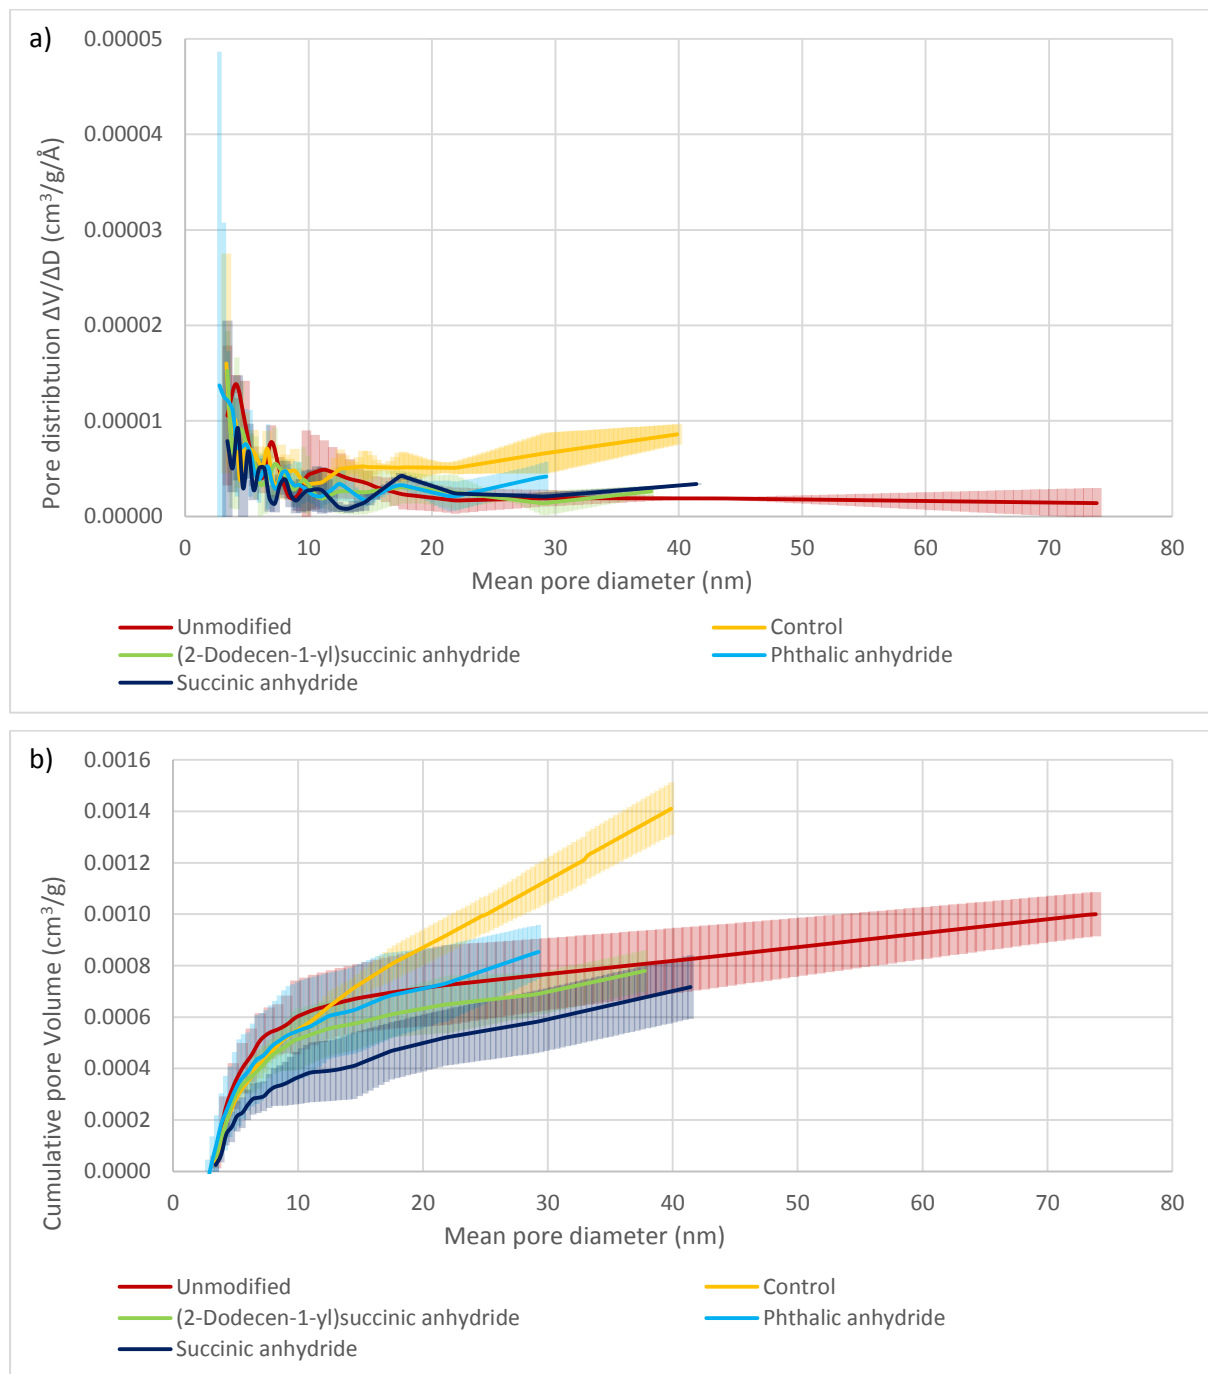 a)
0.00005
0.00004
0.00003
0.00002
0.00001
0.00000
Pore distribtuion ΔV/ΔD (cm³/g/Å)
0 10 20 30 40 50 60 70 80
Mean pore diameter (nm)
Unmodified Control
(2-Dodecen-1-yl)succinic anhydride Phthalic anhydride
Succinic anhydride
b)
0.0016
0.0014
0.0012
0.0010
0.0008
0.0006
0.0004
0.0002
0.0000
Cumulative pore Volume (cm³/g)
0 10 20 30 40 50 60 70 80
Mean pore diameter (nm)
Unmodified Control
(2-Dodecen-1-yl)succinic anhydride Phthalic anhydride
Succinic anhydride